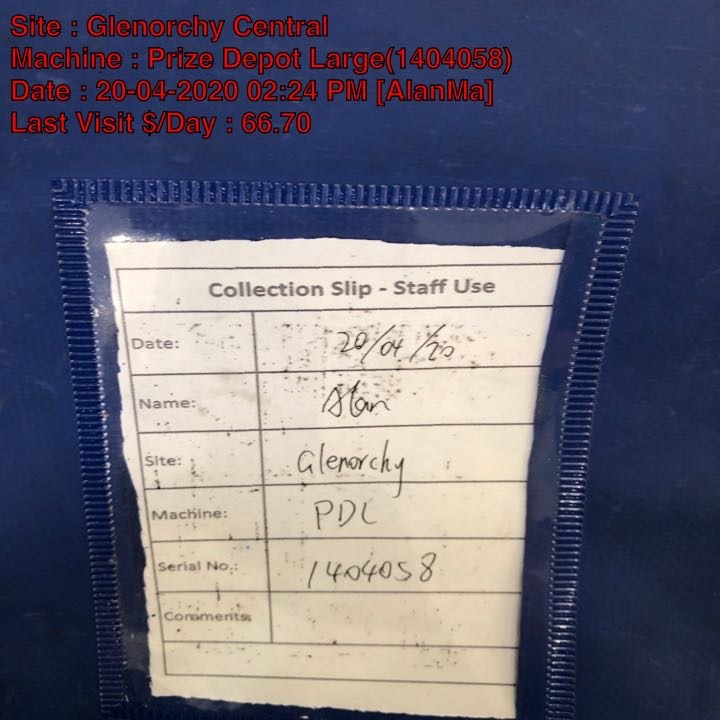 Site : Glenorchy Central
Machine : Prize Depot Large(1404058)
Date : 20-04-2020 02:24 PM [AlanMa]
Last Visit $/Day : 66.70
Collection Slip - Staff Use
Date: 20/04/20
Name: Alan
Site: Glenorchy
Machine: PDL
Serial No.: 1404058
Comments: